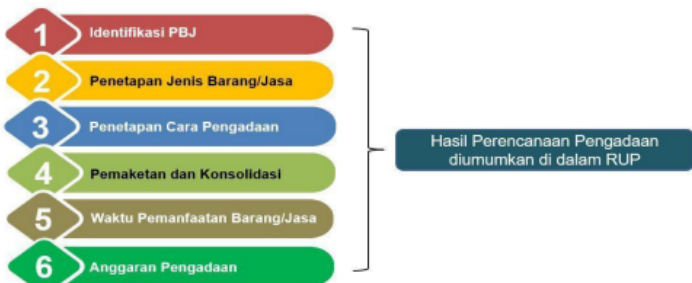 1 Identifikasi PBJ
2 Penetapan Jenis Barang/Jasa
3 Penetapan Cara Pengadaan
4 Pemaketan dan Konsolidasi
5 Waktu Pemanfaatan Barang/Jasa
6 Anggaran Pengadaan
Hasil Perencanaan Pengadaan
diumumkan di dalam RUP